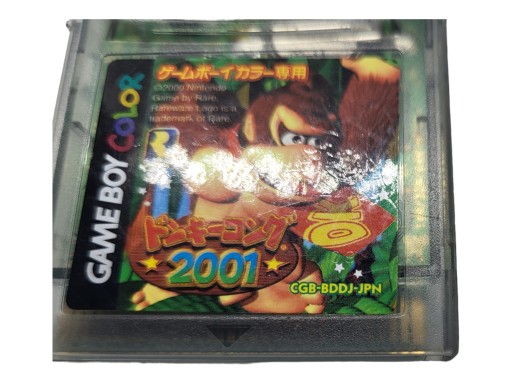 ゲームボーイカラー専用
©2000 Nintendo
Game by Rare.
Rareware Logo is a
trademark of Rare.
GAME BOY COLOR
ドンキーコング
2001
CGB-BDDJ-JPN